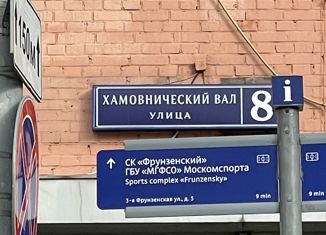 150м
ХАМОВНИЧЕСКИЙ ВАЛ
УЛИЦА
8
i
СК «Фрунзенский»
ГБУ «МГФСО» Москомспорта
Sports complex «Frunzensky»
3-я Фрунзенская ул., д. 5
9 min
9 min